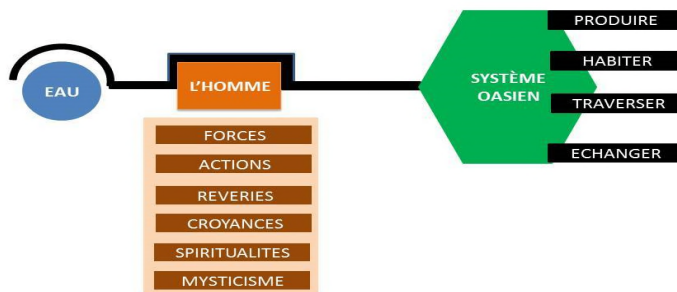 EAU
L'HOMME
FORCES
ACTIONS
REVERIES
CROYANCES
SPIRITUALITES
MYSTICISME
SYSTÈME
OASIEN
PRODUIRE
HABITER
TRAVERSER
ECHANGER